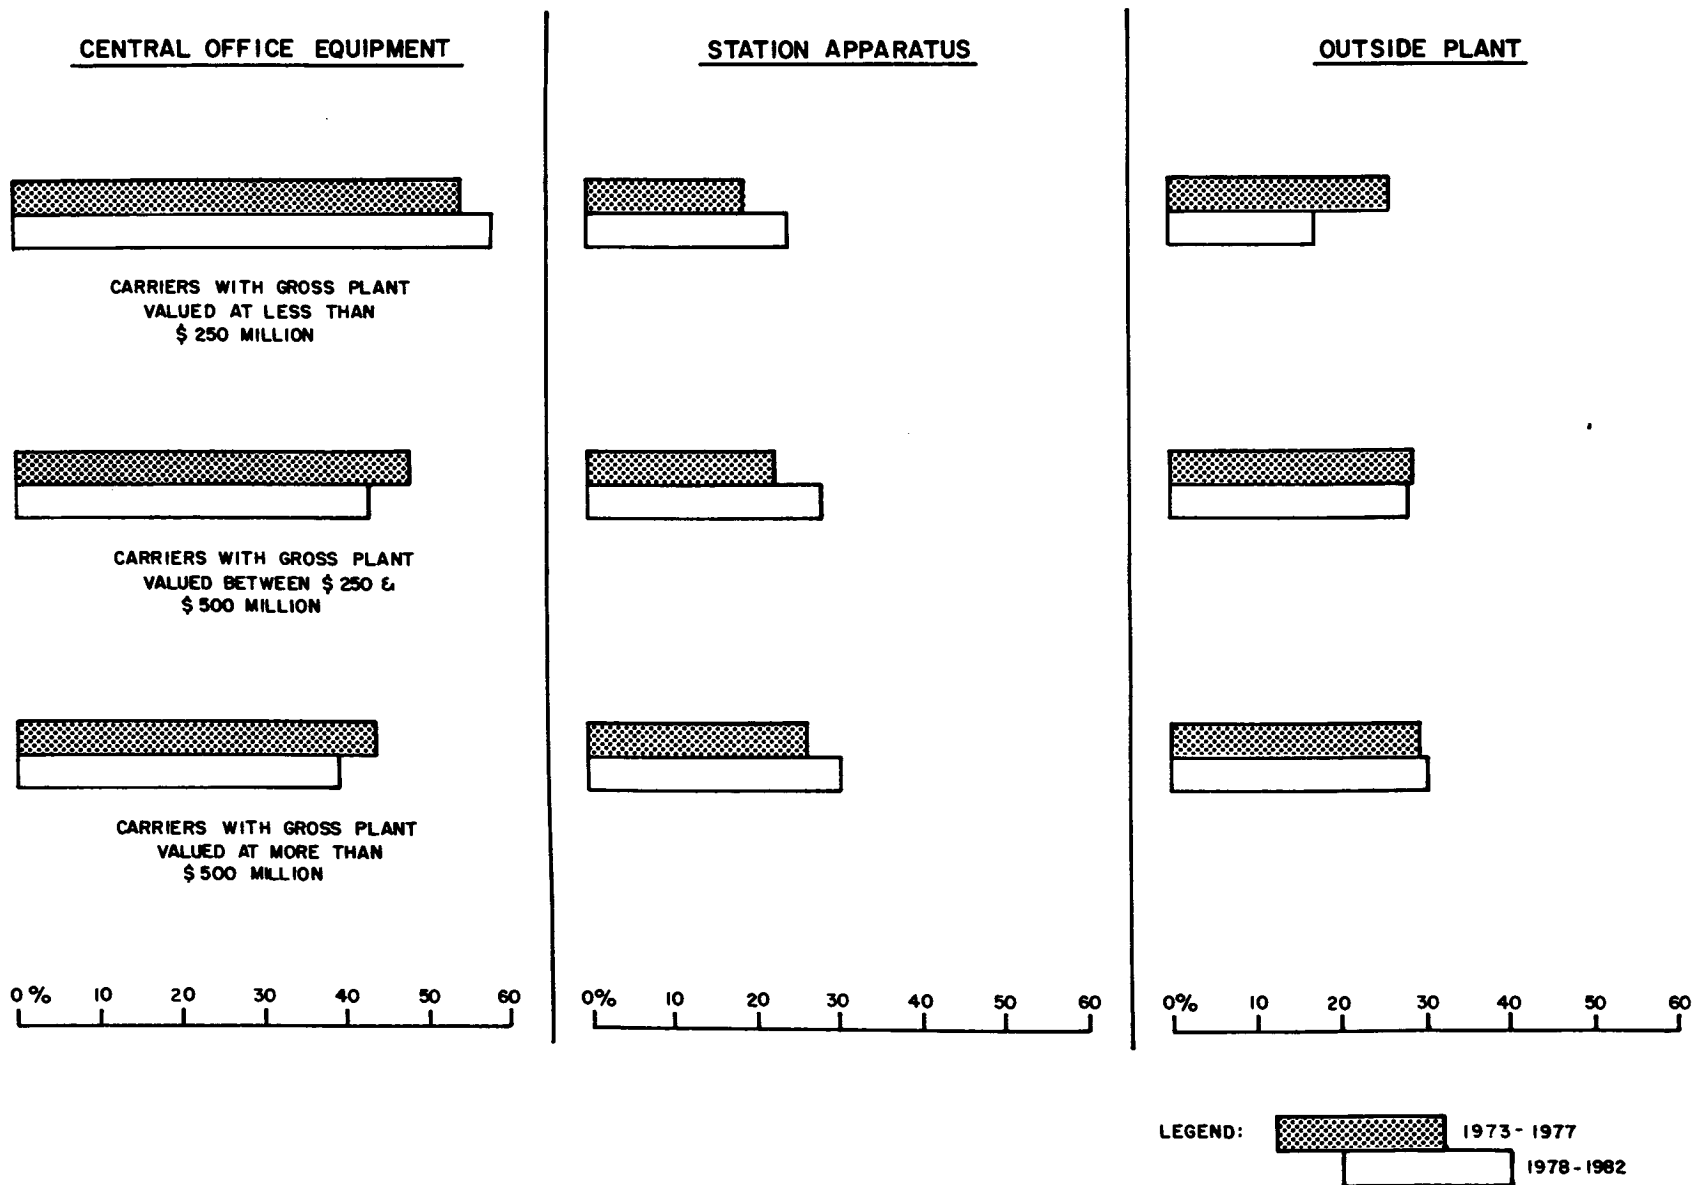 CENTRAL OFFICE EQUIPMENT
STATION APPARATUS
OUTSIDE PLANT
CARRIERS WITH GROSS PLANT
VALUED AT LESS THAN
$ 250 MILLION
CARRIERS WITH GROSS PLANT
VALUED BETWEEN $ 250 &
$ 500 MILLION
CARRIERS WITH GROSS PLANT
VALUED AT MORE THAN
$ 500 MILLION
0 % 10 20 30 40 50 60
0% 10 20 30 40 50 60
0% 10 20 30 50 60
LEGEND:
1973 - 1977
1978 - 1982